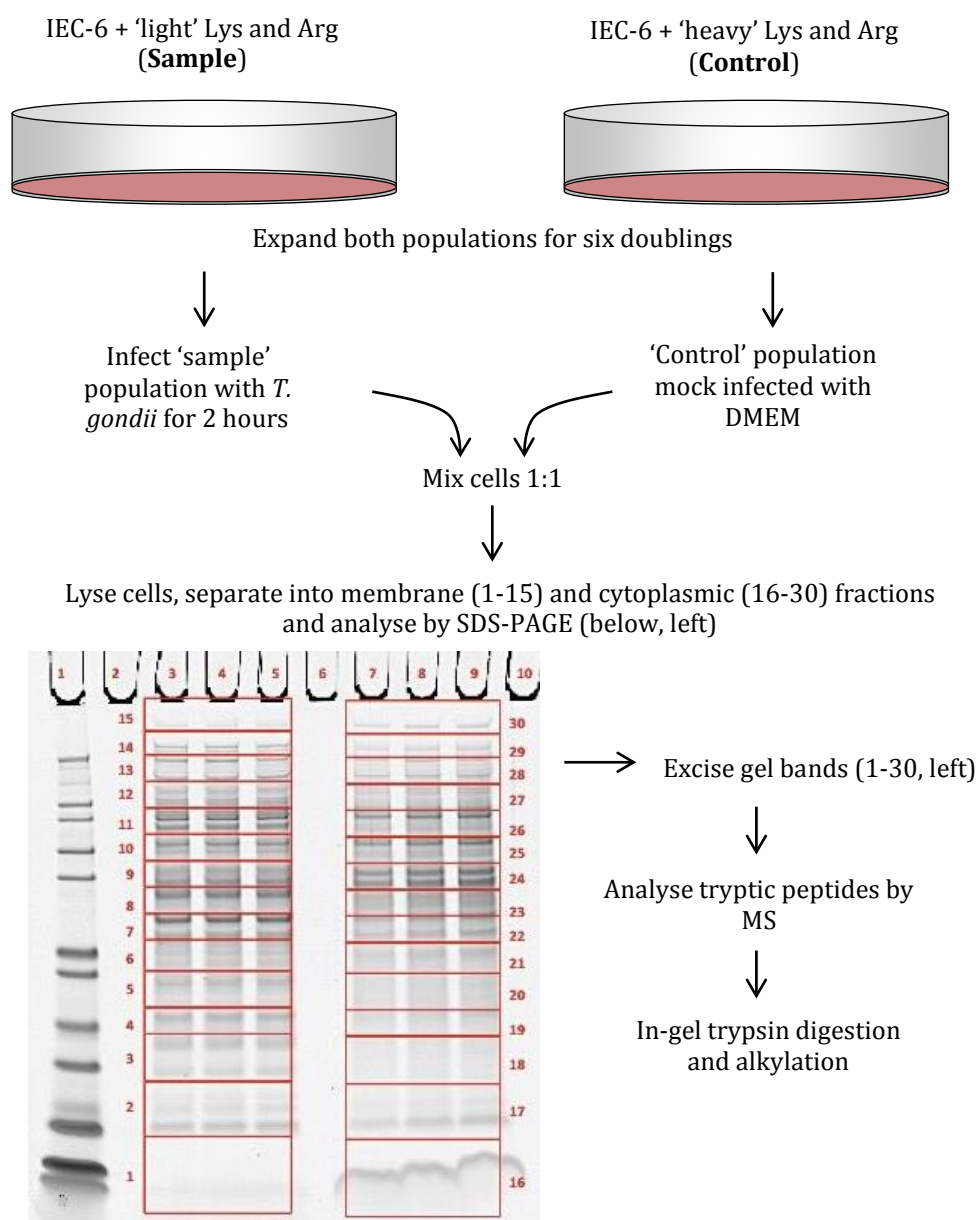 IEC-6 + ‘light’ Lys and Arg
(Sample)
IEC-6 + ‘heavy’ Lys and Arg
(Control)
Expand both populations for six doublings
Infect ‘sample’
population with T.
gondii for 2 hours
‘Control’ population
mock infected with
DMEM
Mix cells 1:1
Lyse cells, separate into membrane (1-15) and cytoplasmic (16-30) fractions
and analyse by SDS-PAGE (below, left)
1 2 3 4 5 6 7 8 9 10
15
14
13
12
11
10
9
8
7
6
5
4
3
2
1
30
29
28
27
26
25
24
23
22
21
20
19
18
17
16
Excise gel bands (1-30, left)
Analyse tryptic peptides by
MS
In-gel trypsin digestion
and alkylation